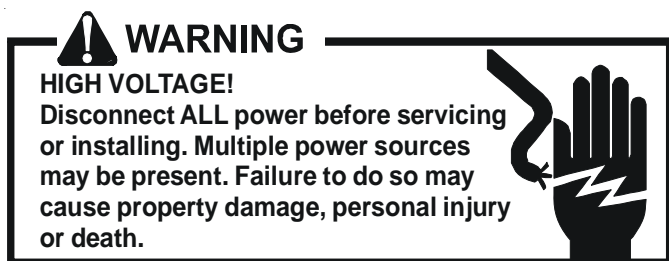 WARNING
HIGH VOLTAGE!
Disconnect ALL power before servicing
or installing. Multiple power sources
may be present. Failure to do so may
cause property damage, personal injury
or death.